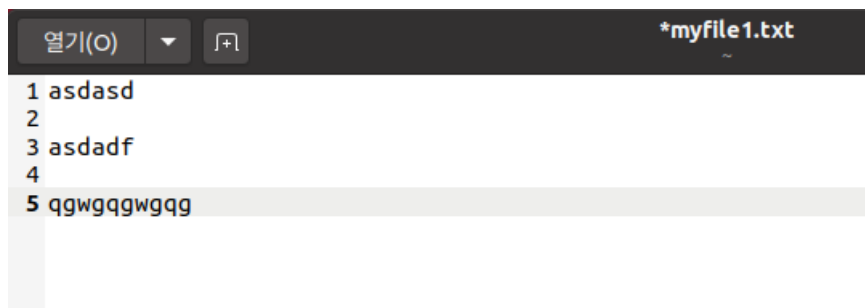 열기(O)
*myfile1.txt
~
1 asdasd
2
3 asdadf
4
5 qgwgqgwgqg